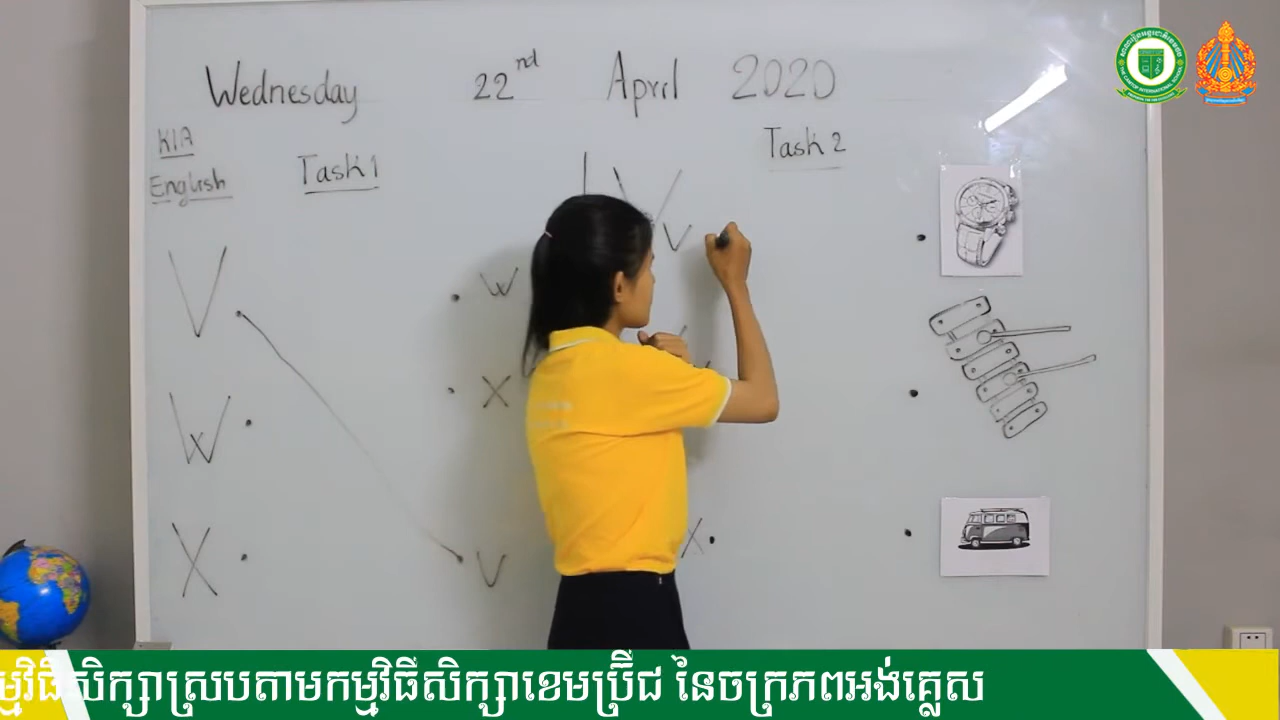 Wednesday 22nd April 2020
KIA
English
Task 1
Task 2
V
W
X
W
X
V
V
V
X
ម្មវិធីសិក្សាស្របតាមកម្មវិធីសិក្សាខេមប្រ៊ីជ នៃចក្រភពអង់គ្លេស